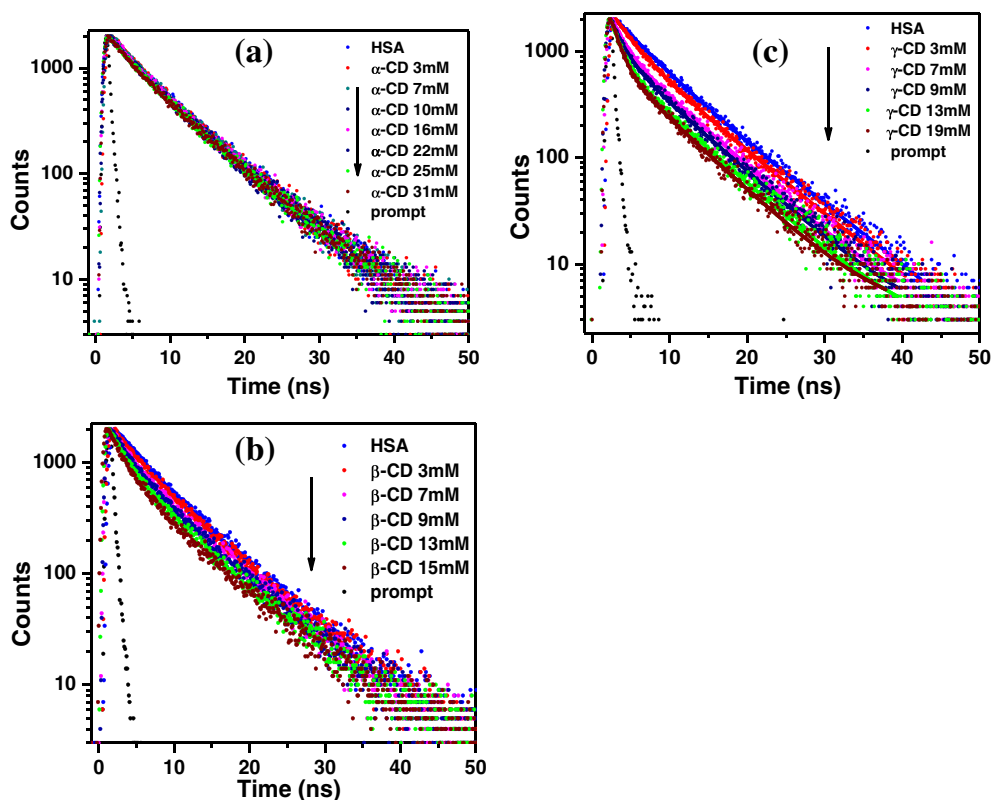 (a)
HSA
α-CD 3mM
α-CD 7mM
α-CD 10mM
α-CD 16mM
α-CD 22mM
α-CD 25mM
α-CD 31mM
prompt
1000
100
10
Counts
0 10 20 30 40 50
Time (ns)
(c)
HSA
γ-CD 3mM
γ-CD 7mM
γ-CD 9mM
γ-CD 13mM
γ-CD 19mM
prompt
1000
100
10
Counts
0 10 20 30 40 50
Time (ns)
(b)
HSA
β-CD 3mM
β-CD 7mM
β-CD 9mM
β-CD 13mM
β-CD 15mM
prompt
1000
100
10
Counts
0 10 20 30 40 50
Time (ns)